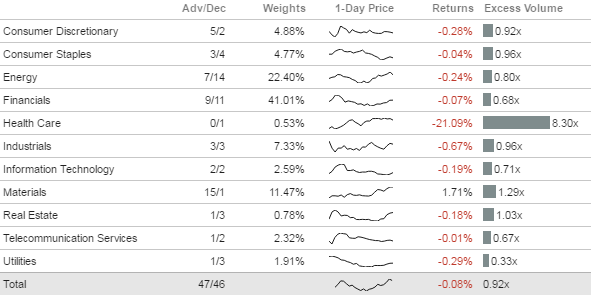 Adv/Dec Weights 1-Day Price Returns Excess Volume
Consumer Discretionary 5/2 4.88% -0.28% 0.92x
Consumer Staples 3/4 4.77% -0.04% 0.96x
Energy 7/14 22.40% -0.24% 0.80x
Financials 9/11 41.01% -0.07% 0.68x
Health Care 0/1 0.53% -21.09% 8.30x
Industrials 3/3 7.33% -0.67% 0.96x
Information Technology 2/2 2.59% -0.19% 0.71x
Materials 15/1 11.47% 1.71% 1.29x
Real Estate 1/3 0.78% -0.18% 1.03x
Telecommunication Services 1/2 2.32% -0.01% 0.67x
Utilities 1/3 1.91% -0.29% 0.33x
Total 47/46 -0.08% 0.92x